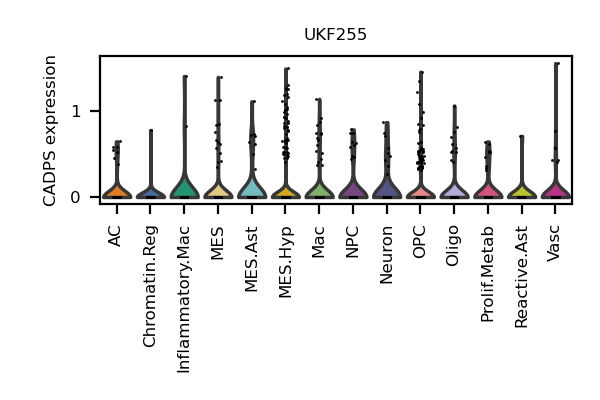 UKF255
CADPS expression
1
0
AC
Chromatin.Reg
Inflammatory.Mac
MES
MES.Ast
MES.Hyp
Mac
NPC
Neuron
OPC
Oligo
Prolif.Metab
Reactive.Ast
Vasc